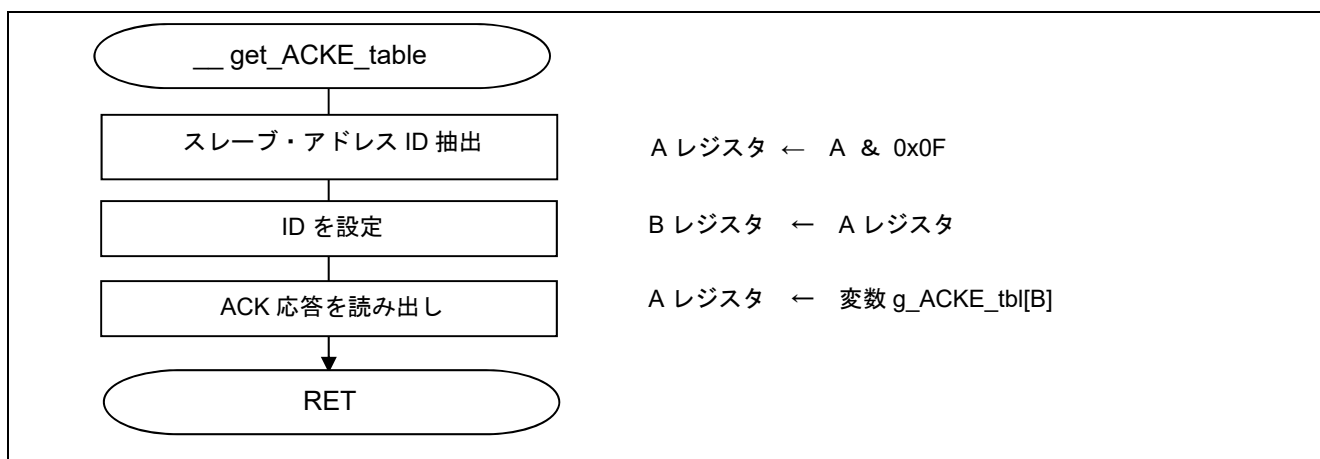 __ get_ACKE_table
スレーブ・アドレス ID 抽出
A レジスタ ← A & 0x0F
ID を設定
B レジスタ ← A レジスタ
ACK 応答を読み出し
A レジスタ ← 変数 g_ACKE_tbl[B]
RET